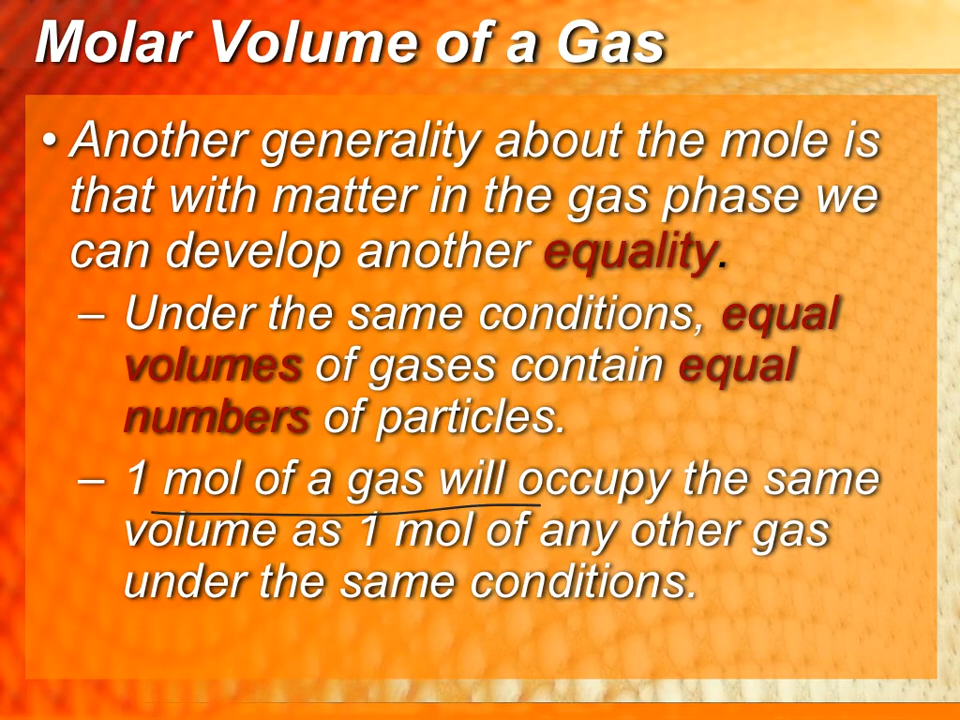 Molar Volume of a Gas
• Another generality about the mole is
that with matter in the gas phase we
can develop another equality.
– Under the same conditions, equal
volumes of gases contain equal
numbers of particles.
– 1 mol of a gas will occupy the same
volume as 1 mol of any other gas
under the same conditions.